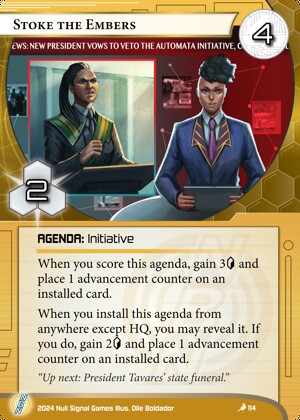 Stoke the Embers
4
EWS: NEW PRESIDENT VOWS TO VETO THE AUTOMATA INITIATIVE, C
2
AGENDA: Initiative
When you score this agenda, gain 3 and
place 1 advancement counter on an
installed card.
When you install this agenda from
anywhere except HQ, you may reveal it. If
you do, gain 2 and place 1 advancement
counter on an installed card.
“Up next: President Tavares’ state funeral.”
2024 Null Signal Games Illus. Olie Boldador
114